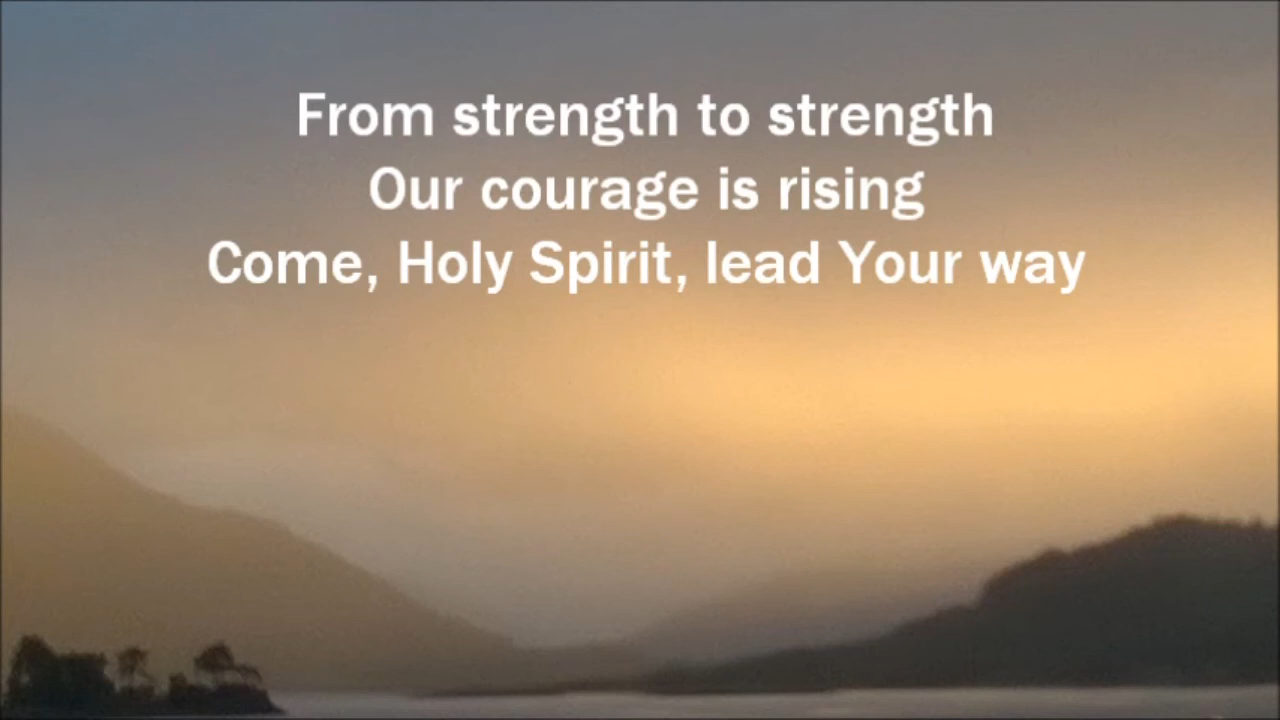 From strength to strength
Our courage is rising
Come, Holy Spirit, lead Your way